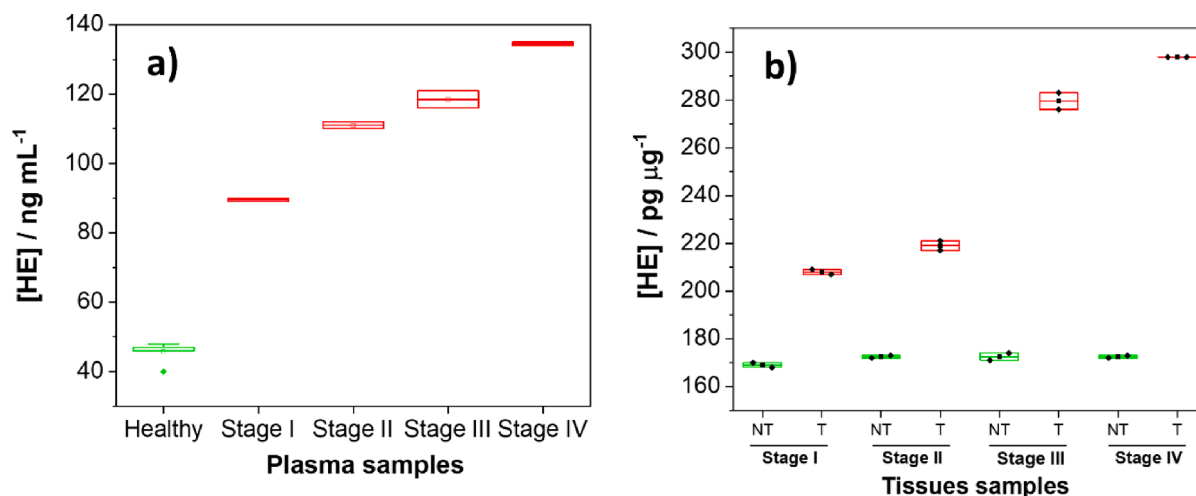 a)
[HE] / ng mL⁻¹
140
120
100
80
60
40
Healthy Stage I Stage II Stage III Stage IV
Plasma samples
b)
[HE] / pg µg⁻¹
300
280
260
240
220
200
180
160
NT T NT T NT T NT T
Stage I Stage II Stage III Stage IV
Tissues samples